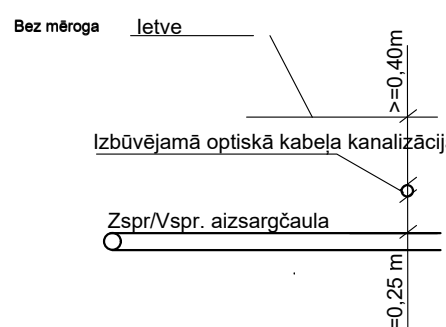 Bez mēroga
Ietve
>=0,40m
Izbūvējamā optiskā kabeļa kanalizācij
Zspr/Vspr. aizsargčaula
=0,25 m